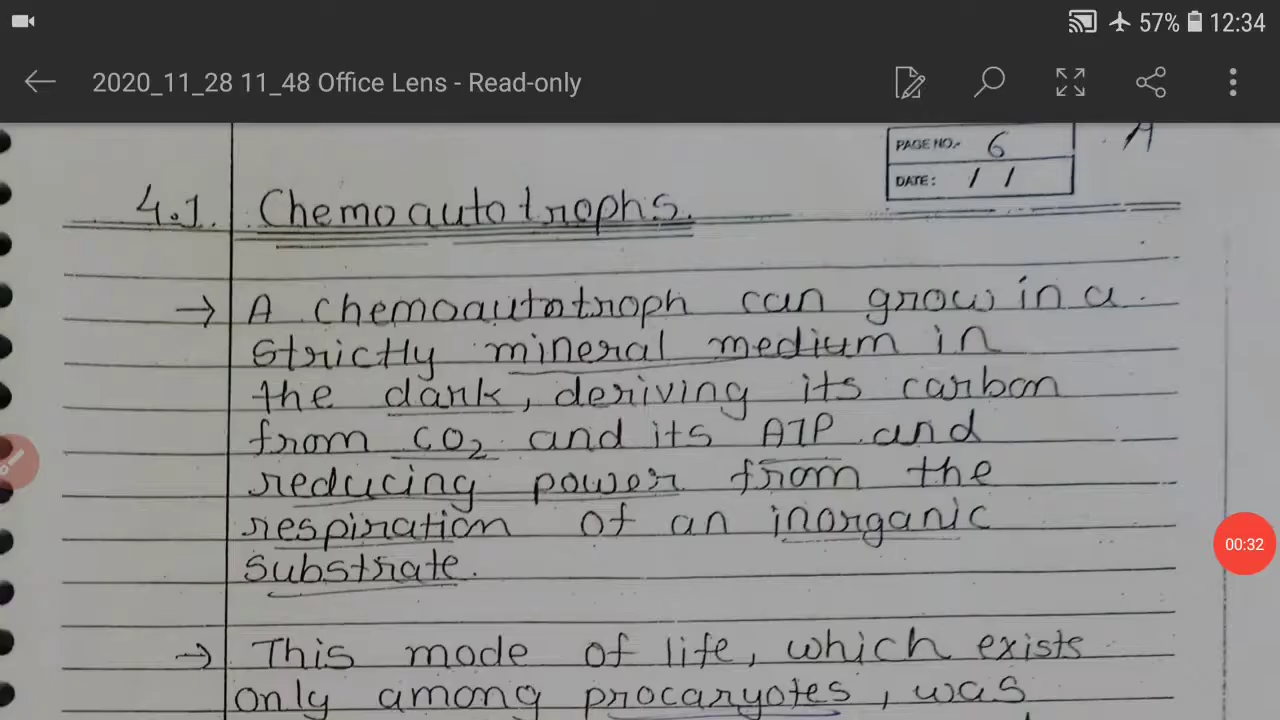 57% 12:34
2020_11_28 11_48 Office Lens - Read-only
PAGE NO.- 6
A
DATE: / /
4.1. Chemoautotrophs.
→ A chemoautotroph can grow in a
strictly mineral medium in
the dark, deriving its carbon
from CO₂ and its ATP and
reducing power from the
respiration of an inorganic
substrate.
00:32
→ This mode of life, which exists
only among procaryotes, was